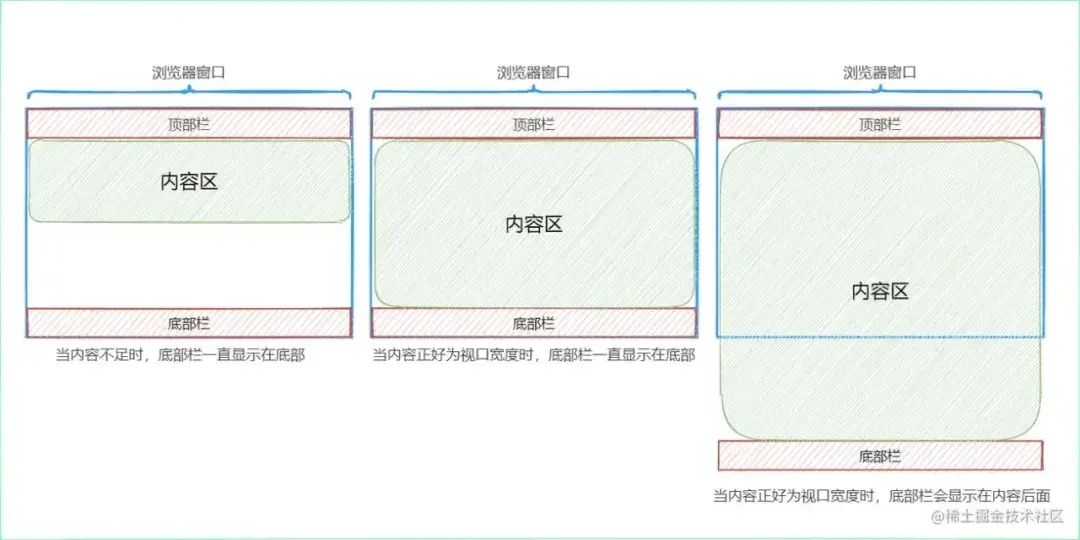 浏览器窗口
顶部栏
内容区
底部栏
当内容不足时，底部栏一直显示在底部
浏览器窗口
顶部栏
内容区
底部栏
当内容正好为视口宽度时，底部栏一直显示在底部
浏览器窗口
顶部栏
内容区
底部栏
当内容正好为视口宽度时，底部栏会显示在内容后面
@稀土掘金技术社区